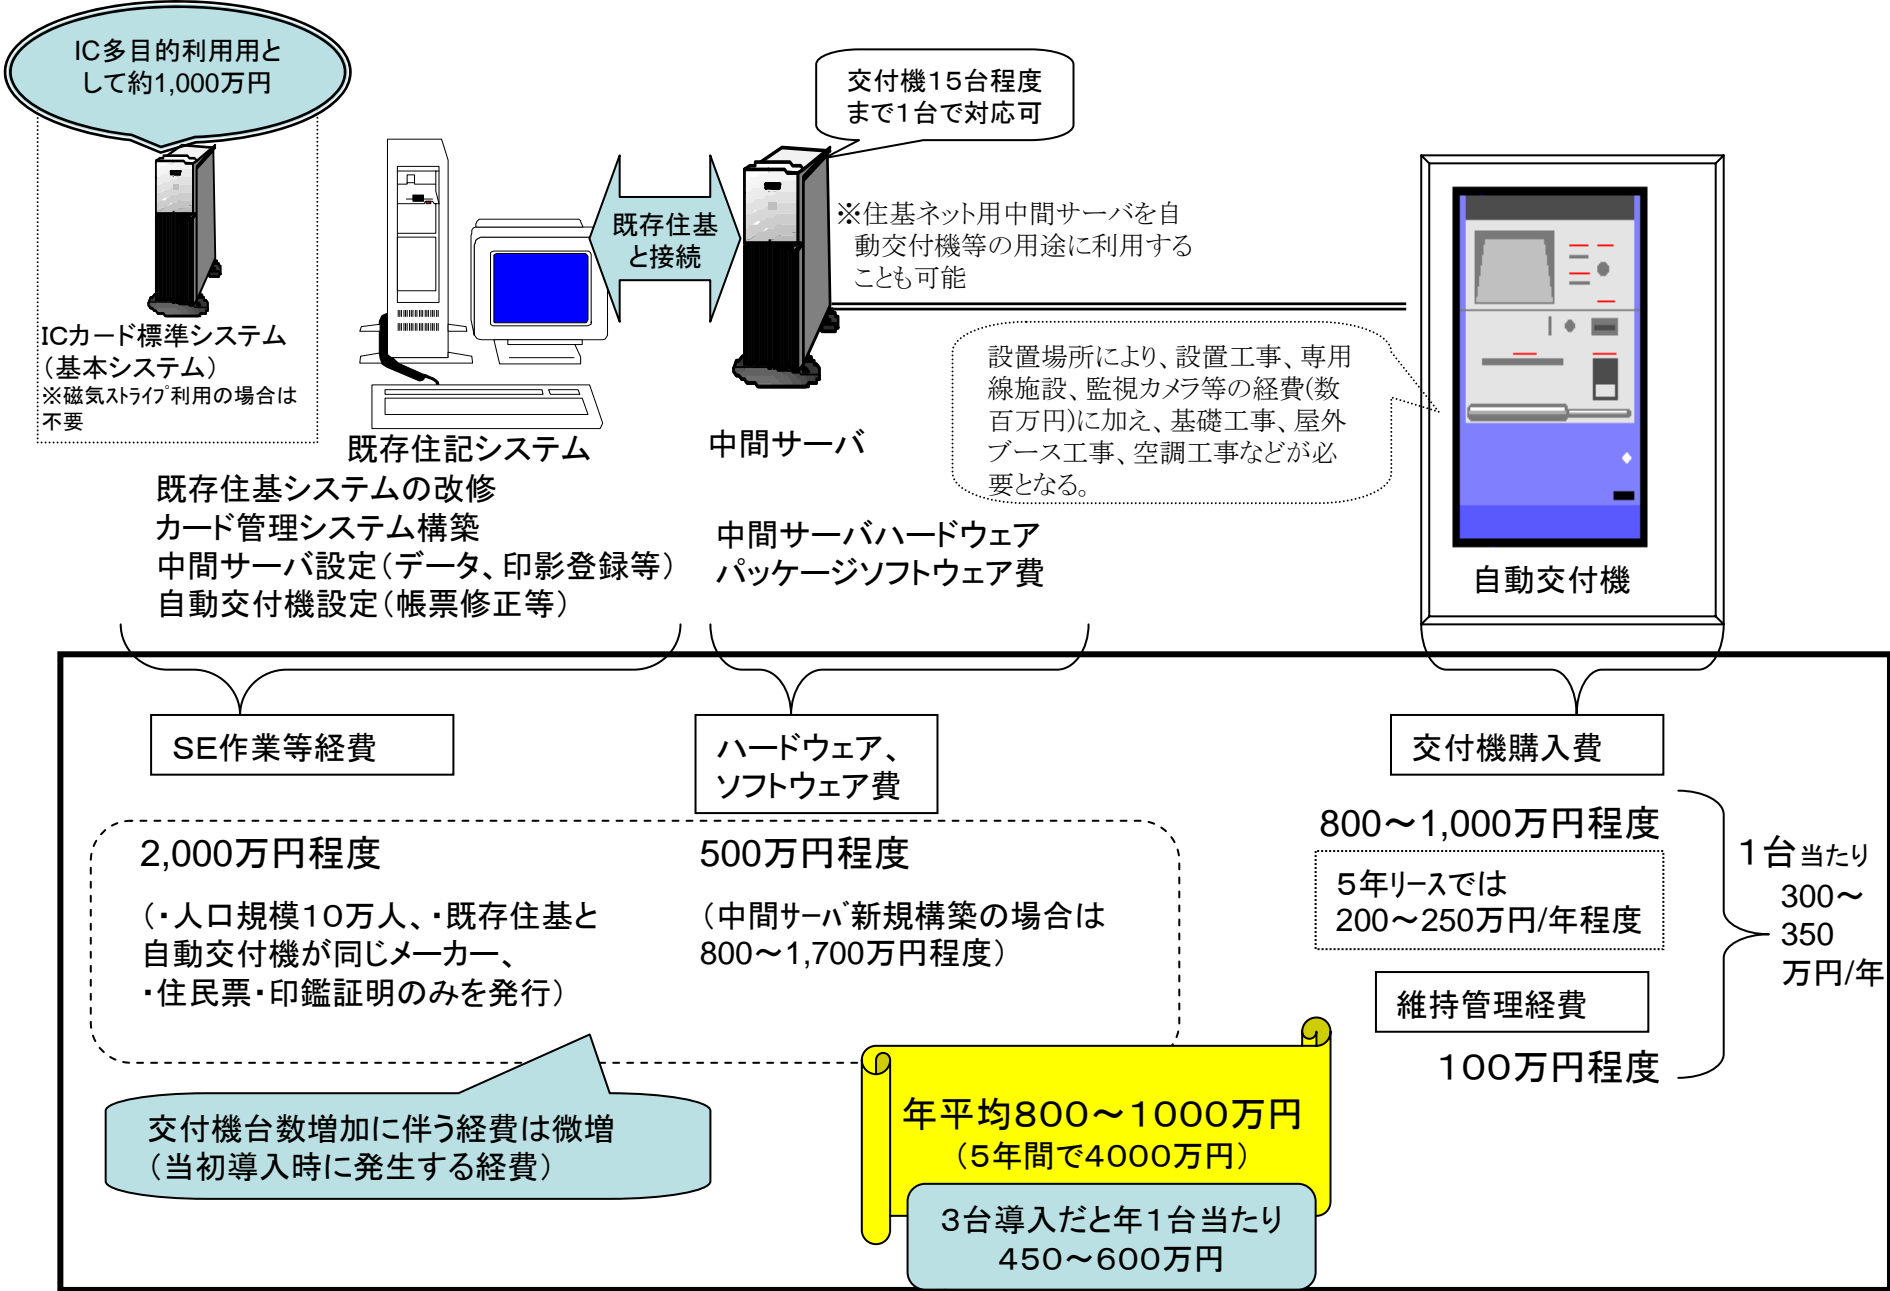 IC多目的利用用と
して約1,000万円
交付機15台程度
まで1台で対応可
既存住基
と接続
※住基ネット用中間サーバを自
動交付機等の用途に利用する
ことも可能
ICカード標準システム
（基本システム）
※磁気ストライプ利用の場合は
不要
設置場所により、設置工事、専用
線施設、監視カメラ等の経費(数
百万円)に加え、基礎工事、屋外
ブース工事、空調工事などが必
要となる。
既存住記システム
中間サーバ
自動交付機
既存住基システムの改修
カード管理システム構築
中間サーバ設定（データ、印影登録等）
自動交付機設定（帳票修正等）
中間サーバハードウェア
パッケージソフトウェア費
SE作業等経費
ハードウェア、
ソフトウェア費
交付機購入費
2,000万円程度
（・人口規模10万人、・既存住基と
自動交付機が同じメーカー、
・住民票・印鑑証明のみを発行）
500万円程度
（中間サーバ新規構築の場合は
800～1,700万円程度）
800～1,000万円程度
5年リースでは
200～250万円/年程度
維持管理経費
100万円程度
1台当たり
300～
350
万円/年
交付機台数増加に伴う経費は微増
（当初導入時に発生する経費）
年平均800～1000万円
（5年間で4000万円）
3台導入だと年1台当たり
450～600万円